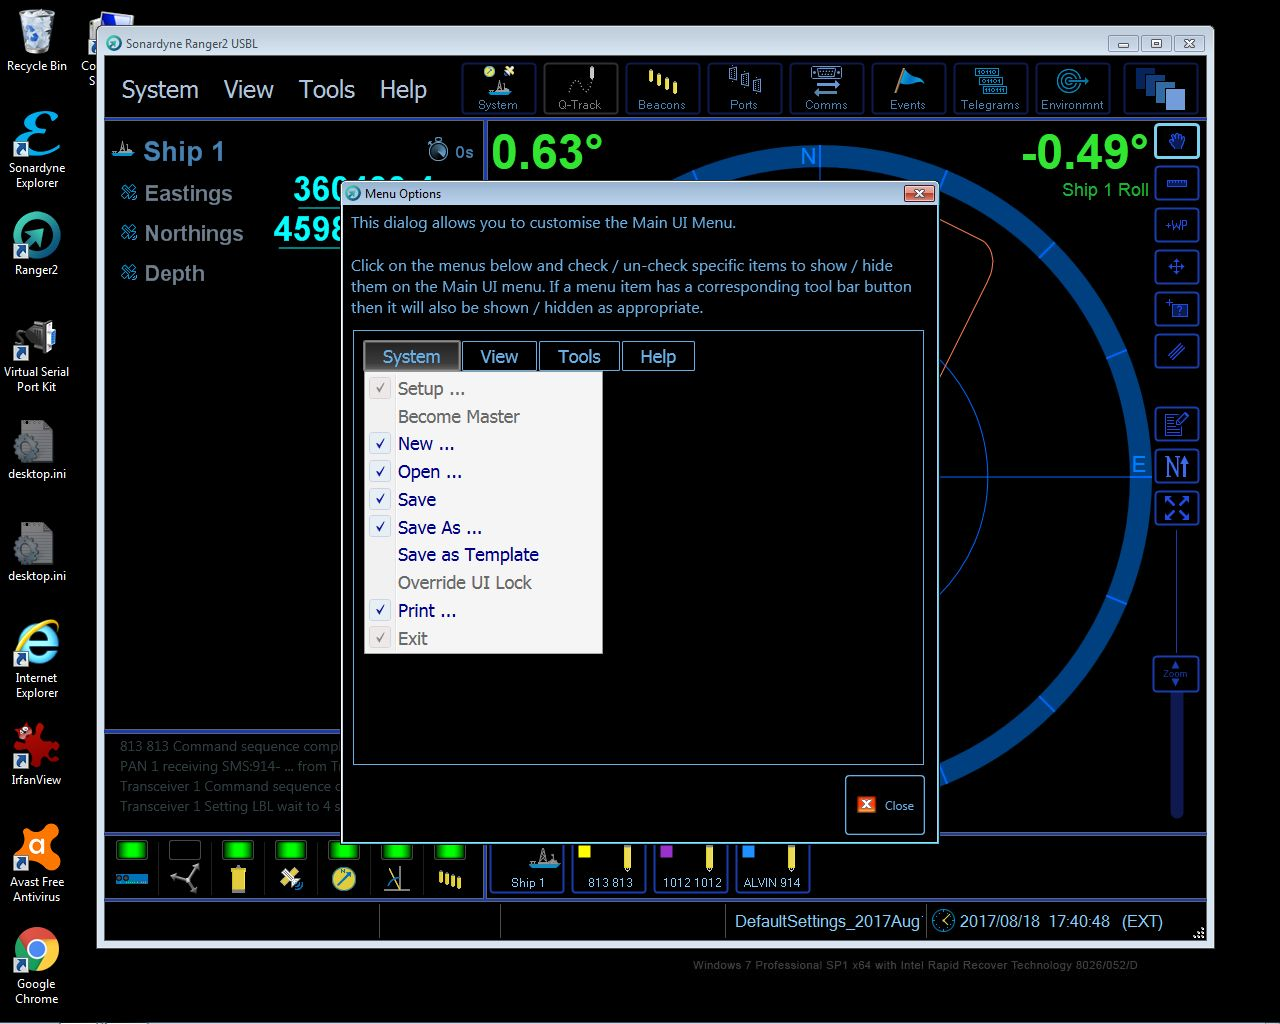 Recycle Bin
Co
S
Sonardyne
Explorer
Ranger2
Virtual Serial
Port Kit
desktop.ini
desktop.ini
Internet
Explorer
IrfanView
Avast Free
Antivirus
Google
Chrome
Sonardyne Ranger2 USBL
System View Tools Help
System Q-Track Beacons Ports Comms Events Telegrams Environmnt
Ship 1 0s
Eastings
Northings 4598
Depth
0.63°
N
-0.49°
Ship 1 Roll
+WP
E
N
Zoom
Menu Options
This dialog allows you to customise the Main UI Menu.
Click on the menus below and check / un-check specific items to show / hide
them on the Main UI menu. If a menu item has a corresponding tool bar button
then it will also be shown / hidden as appropriate.
System View Tools Help
Setup ...
Become Master
New ...
Open ...
Save
Save As ...
Save as Template
Override UI Lock
Print ...
Exit
Close
813 813 Command sequence comp
PAN 1 receiving SMS:914- ... from T
Transceiver 1 Command sequence
Transceiver 1 Setting LBL wait to 4 s
Ship 1 813 813 1012 1012 ALVIN 914
DefaultSettings_2017Aug 2017/08/18 17:40:48 (EXT)
Windows 7 Professional SP1 x64 with Intel Rapid Recover Technology 8026/052/D